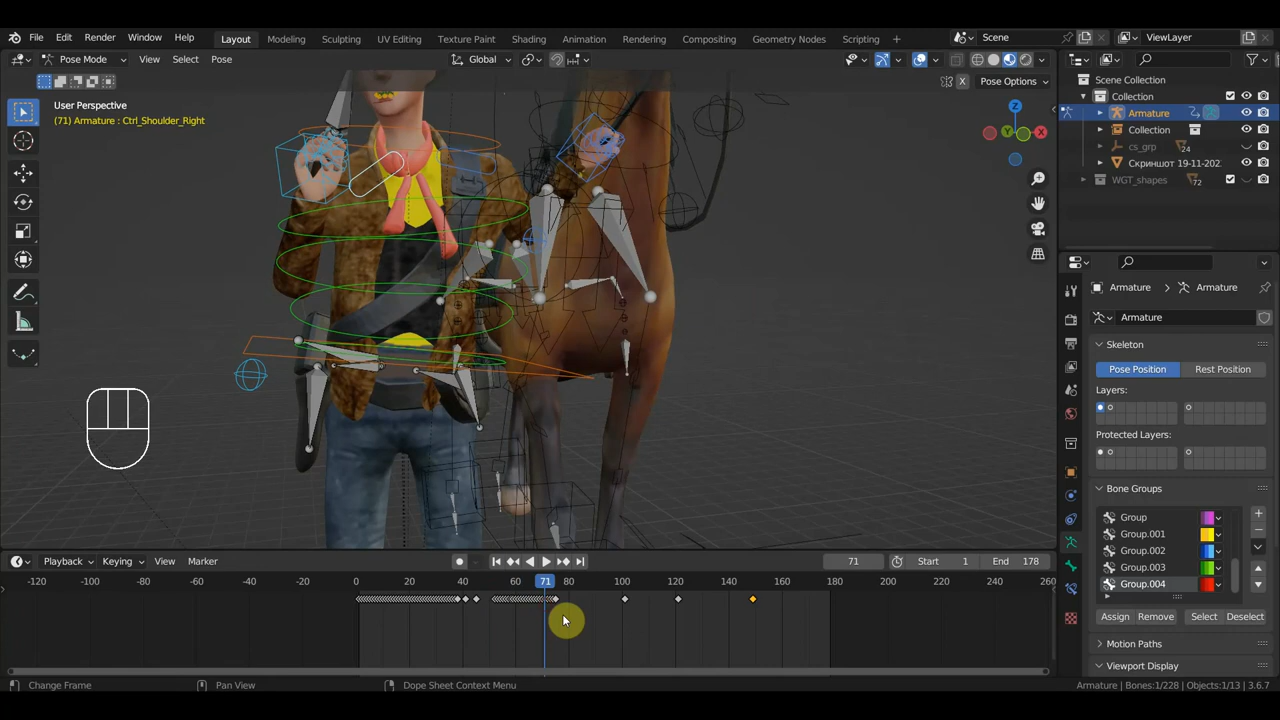 File Edit Render Window Help Layout Modeling Sculpting UV Editing Texture Paint Shading Animation Rendering Compositing Geometry Nodes Scripting + Scene ViewLayer
Pose Mode View Select Pose Global
X Pose Options
User Perspective
(71) Armature : Ctrl_Shoulder_Right
Z
Y X
Scene Collection
Collection
Armature
Collection
cs_grp 24
Скриншот 19-11-202
WGT_shapes 72
Armature > Armature
Armature
Skeleton
Pose Position Rest Position
Layers:
Protected Layers:
Bone Groups
Group
Group.001
Group.002
Group.003
Group.004
Assign Remove Select Deselect
Motion Paths
Viewport Display
Playback Keying View Marker 71 Start 1 End 178
-120 -100 -80 -60 -40 -20 0 20 40 60 71 80 100 120 140 160 180 200 220 240 260
Change Frame Pan View Dope Sheet Context Menu Armature | Bones:1/228 | Objects:1/13 | 3.6.7